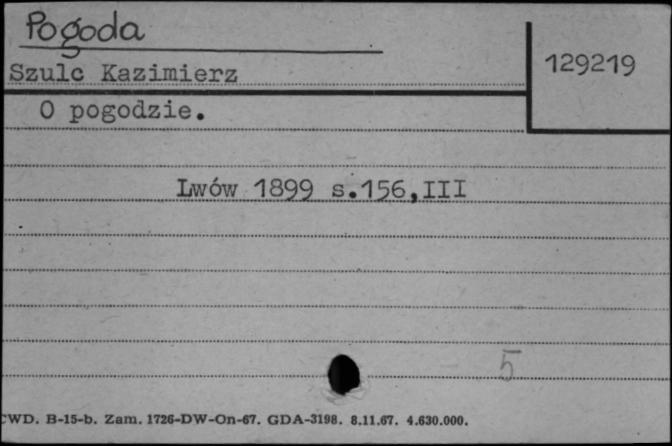 Pogoda
Szulc Kazimierz
129219
O pogodzie.
Lwów 1899 s.156,III
5
CWD. B-15-b. Zam. 1726-DW-On-67. GDA-3198. 8.11.67. 4.630.000.